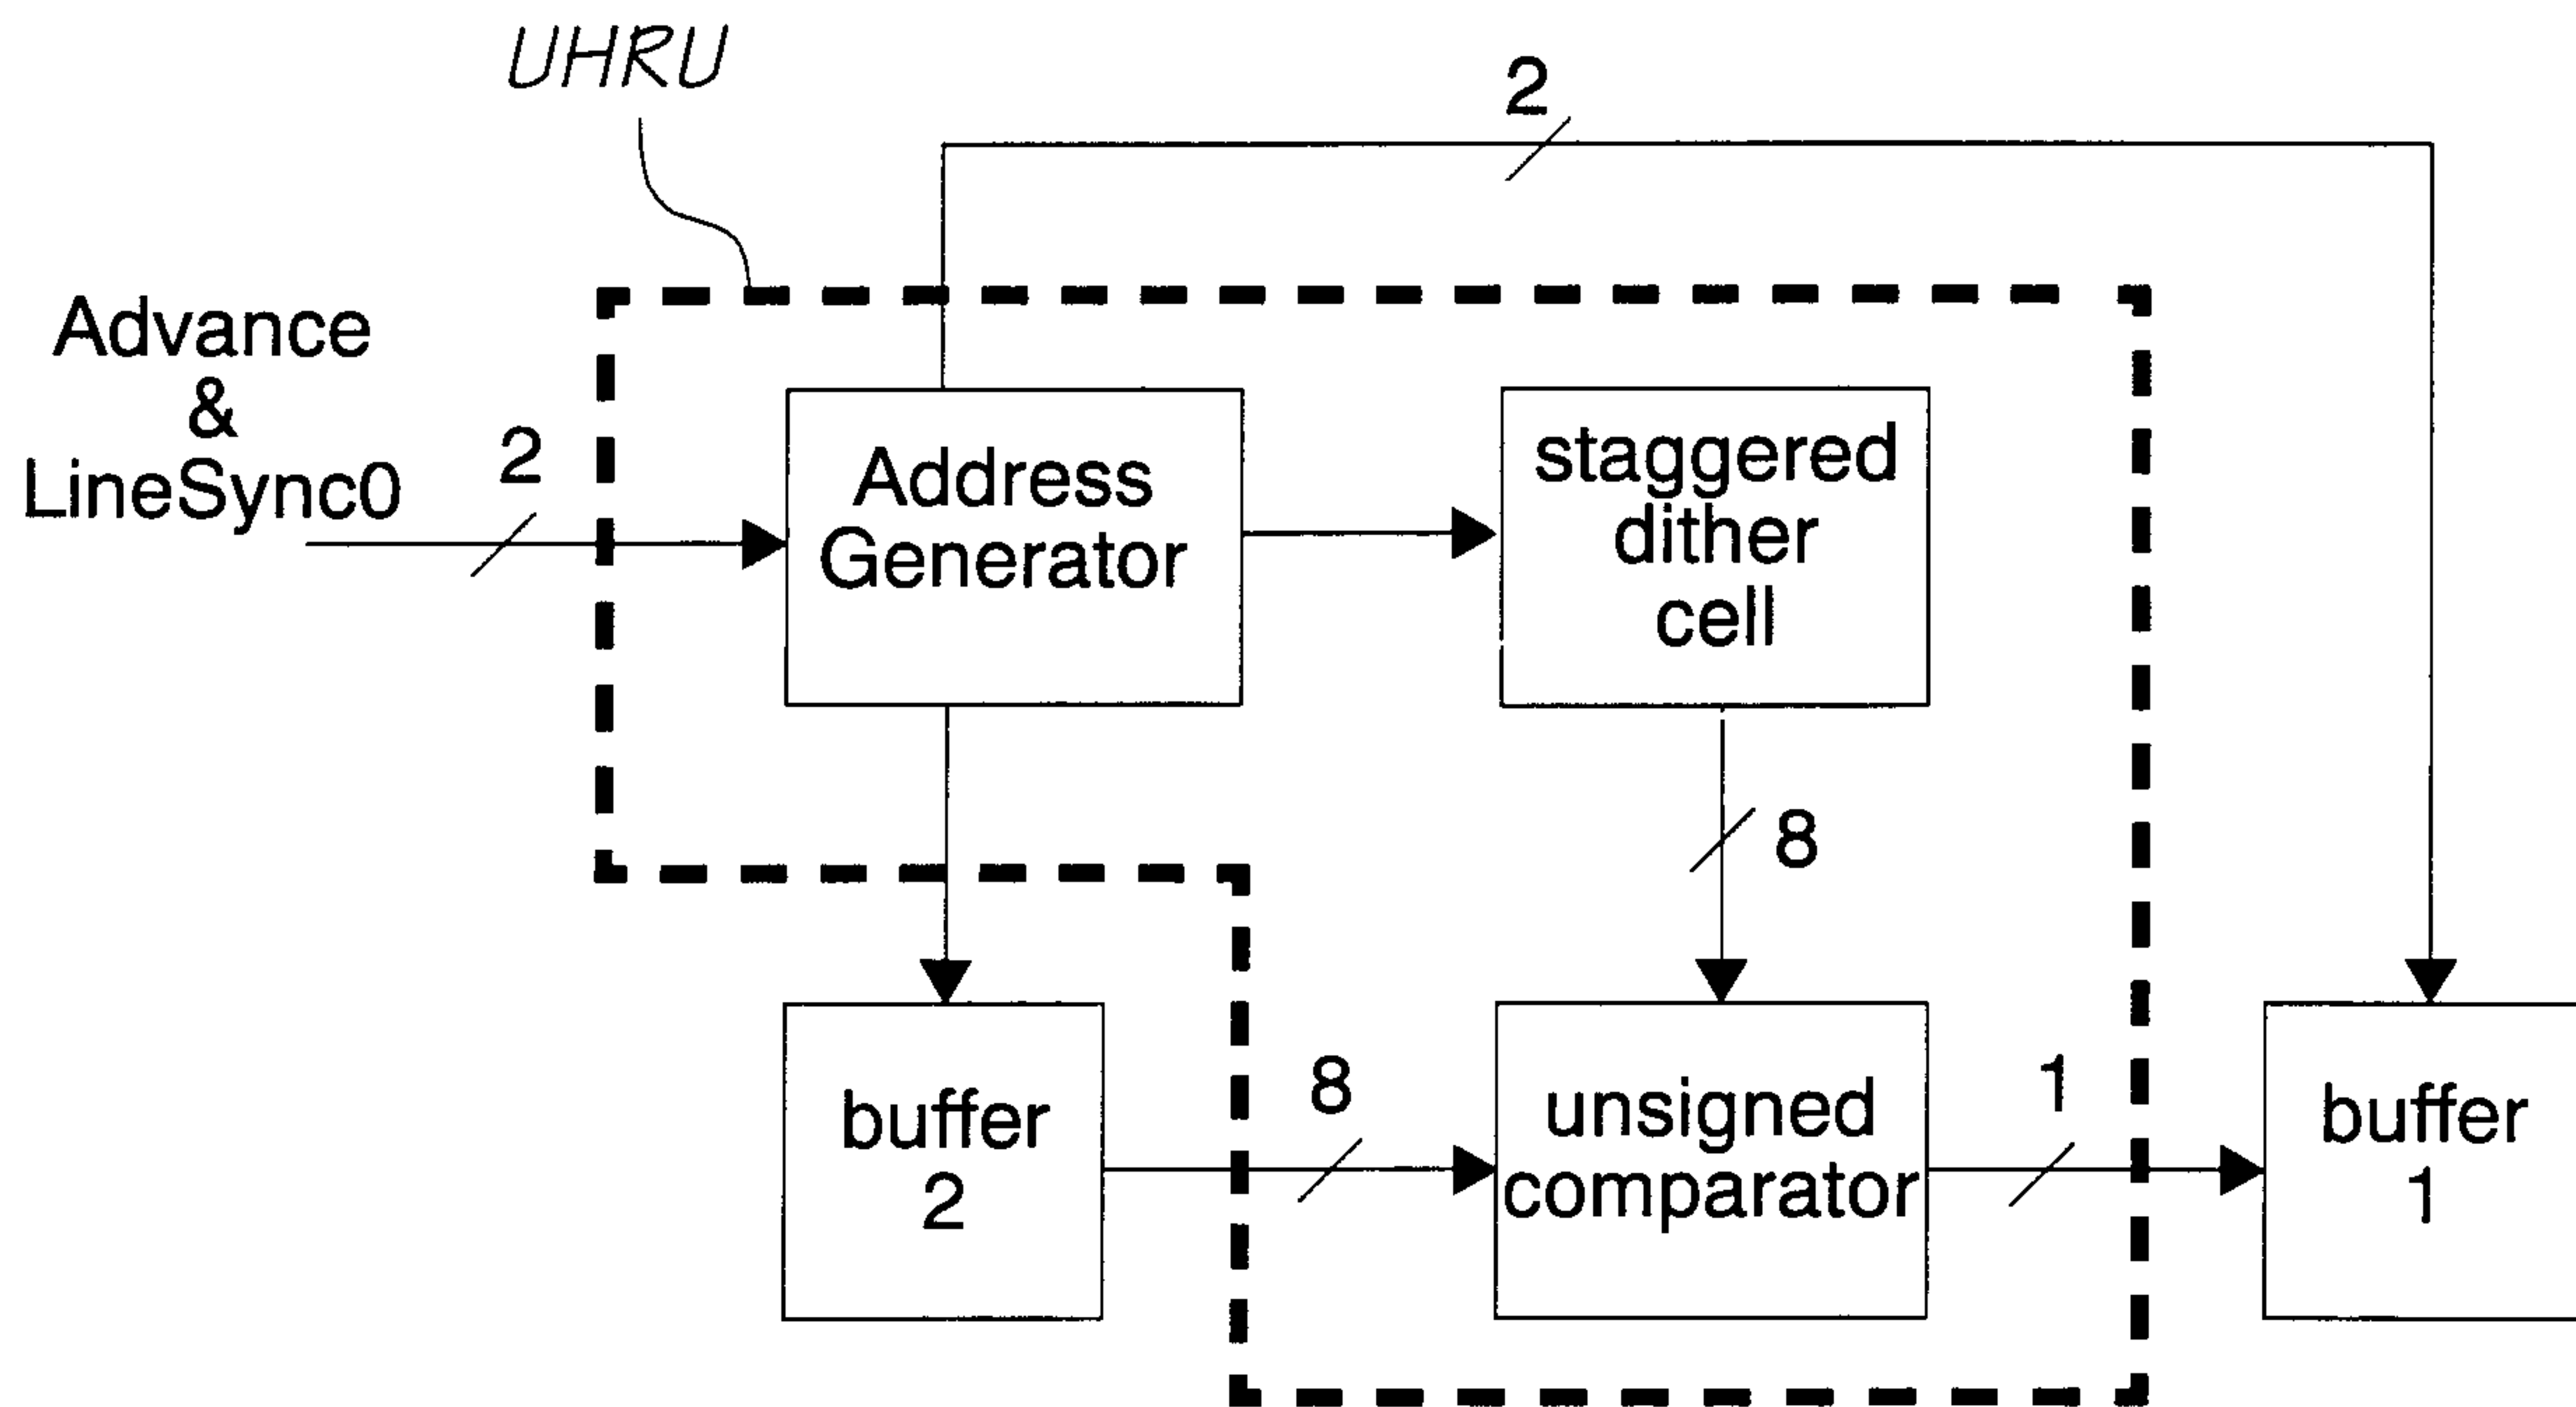 UHRU
2
Advance
&
LineSync0
2
Address
Generator
staggered
dither
cell
8
buffer
2
8
unsigned
comparator
1
buffer
1